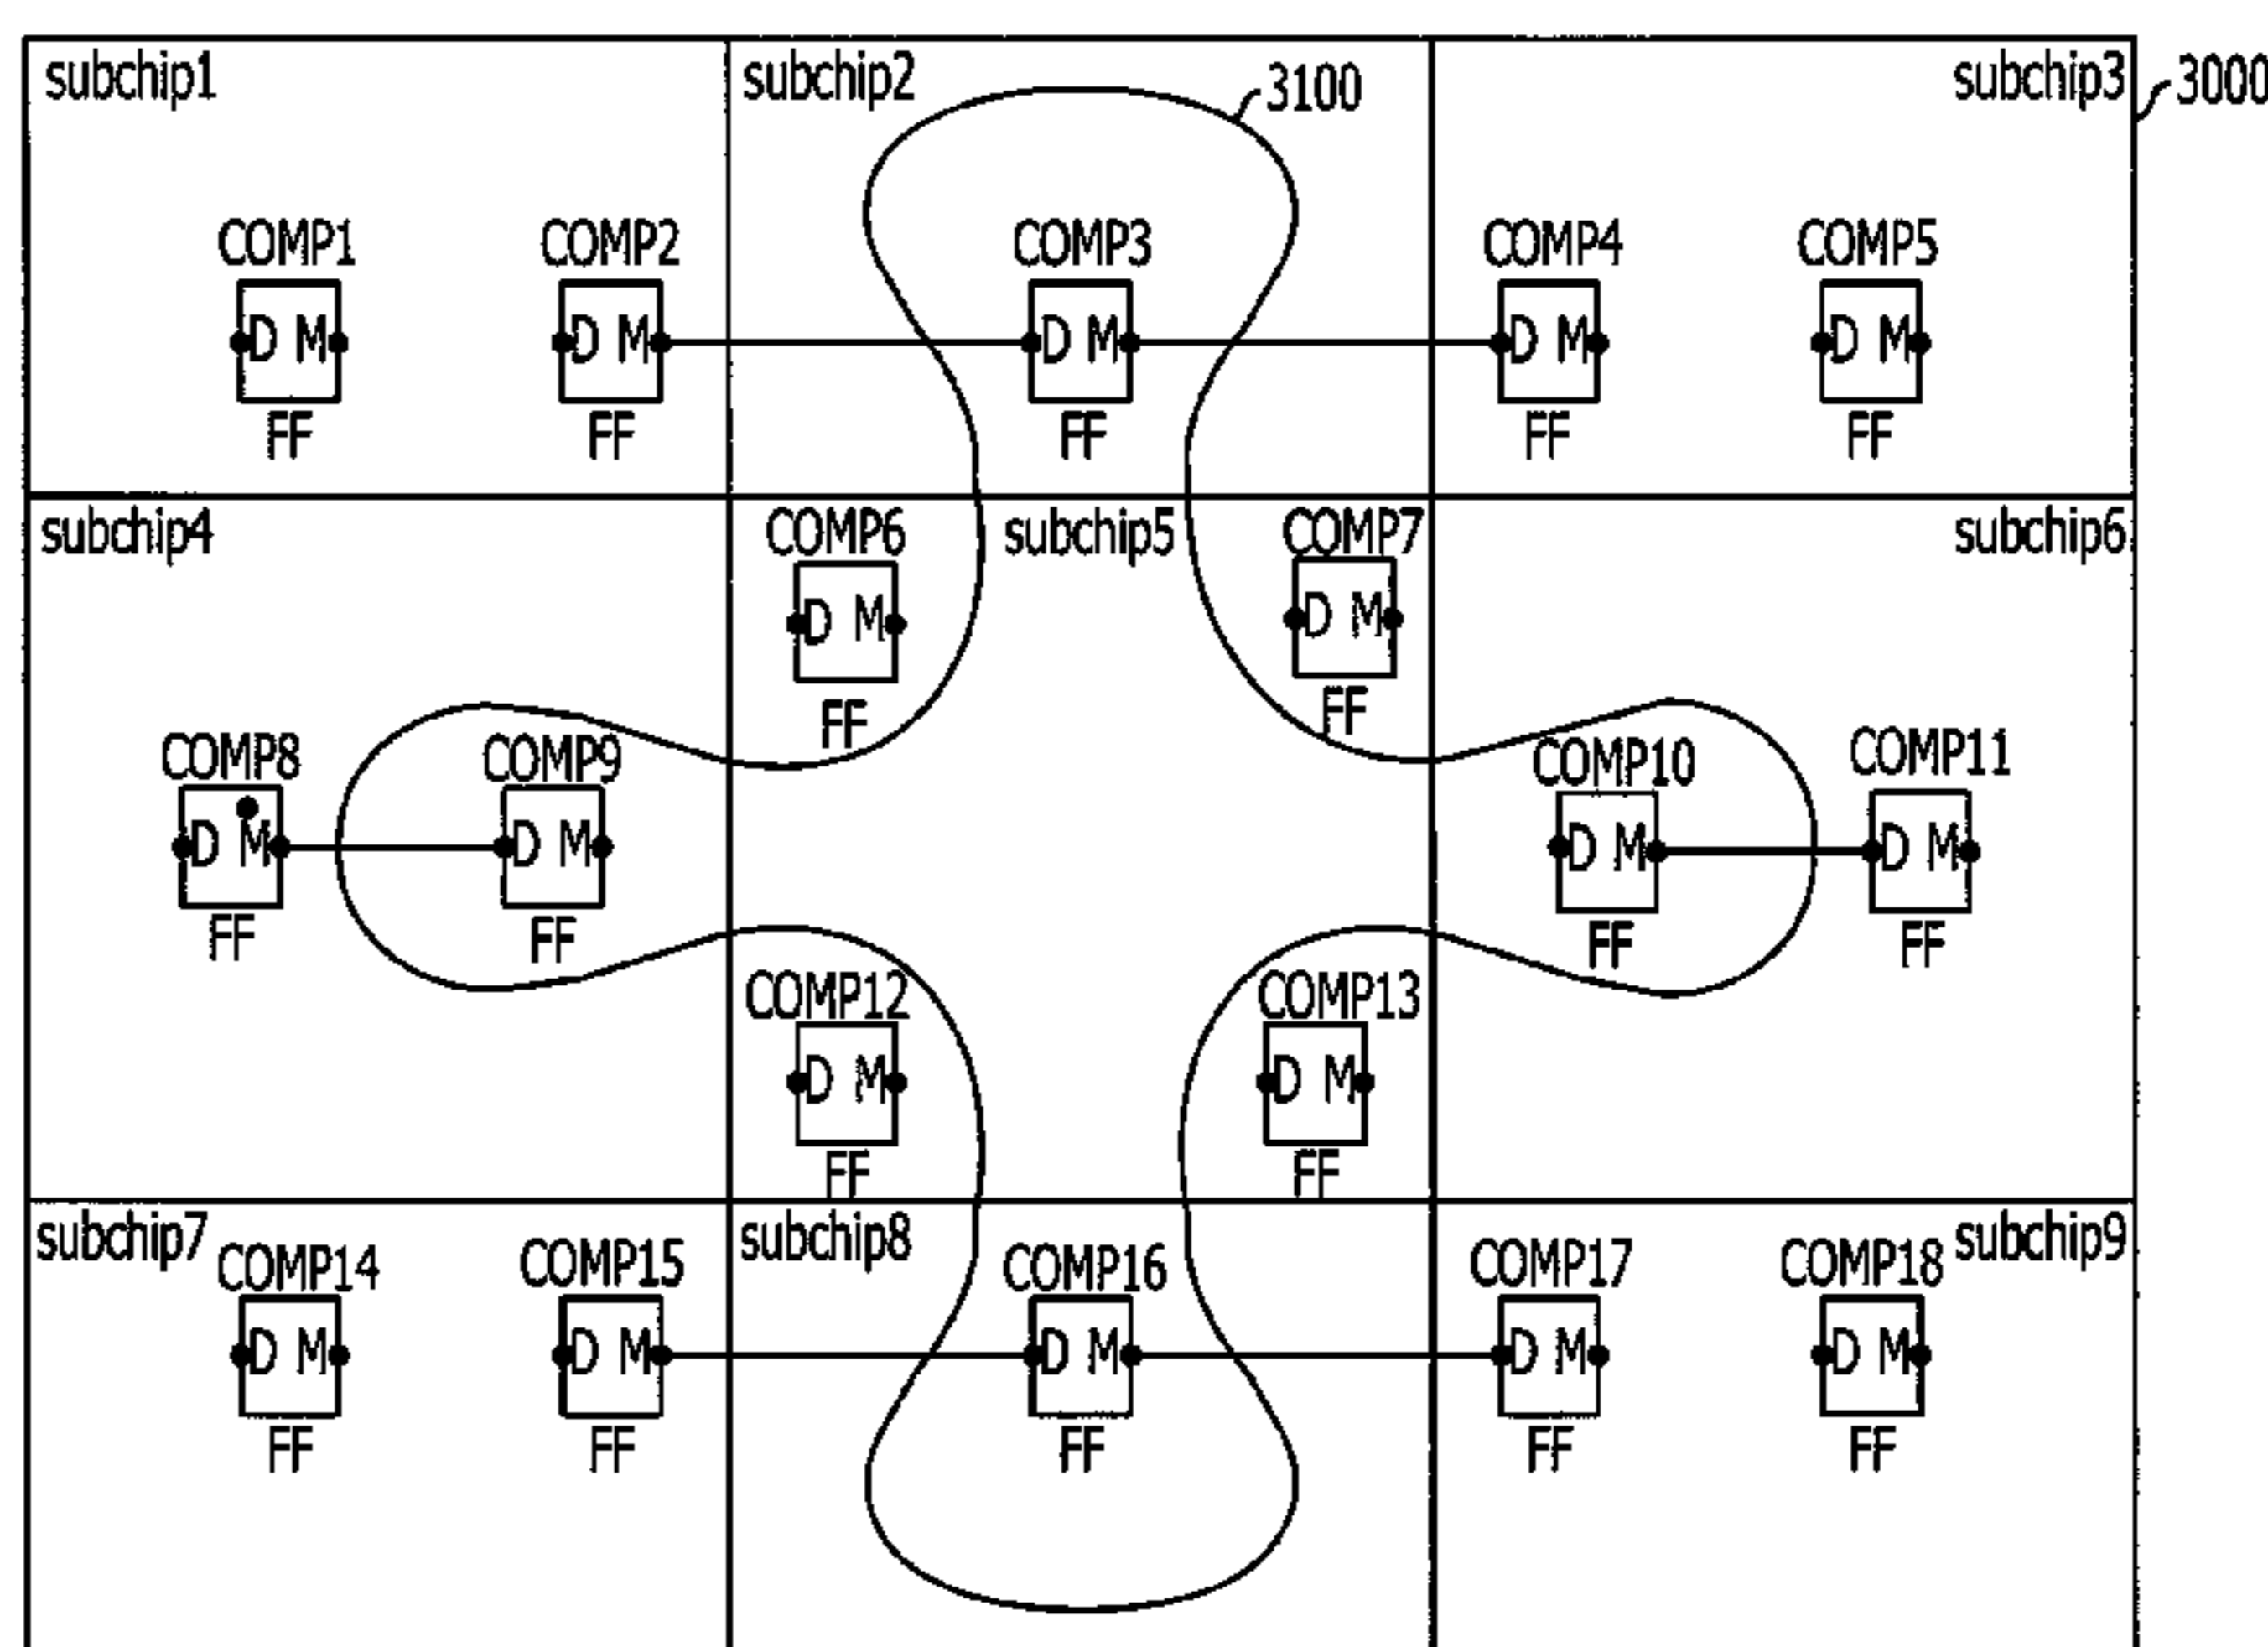 subchip1 subchip2 3100 subchip3 3000
COMP1 COMP2 COMP3 COMP4 COMP5
D M D M D M D M D M
FF FF FF FF FF
subchip4 COMP6 subchip5 COMP7 subchip6
D M D M
FF FF
COMP8 COMP9 COMP10 COMP11
D M D M D M D M
FF FF FF FF
COMP12 COMP13
D M D M
FF FF
subchip7 COMP14 COMP15 subchip8 COMP16 COMP17 COMP18 subchip9
D M D M D M D M D M
FF FF FF FF FF